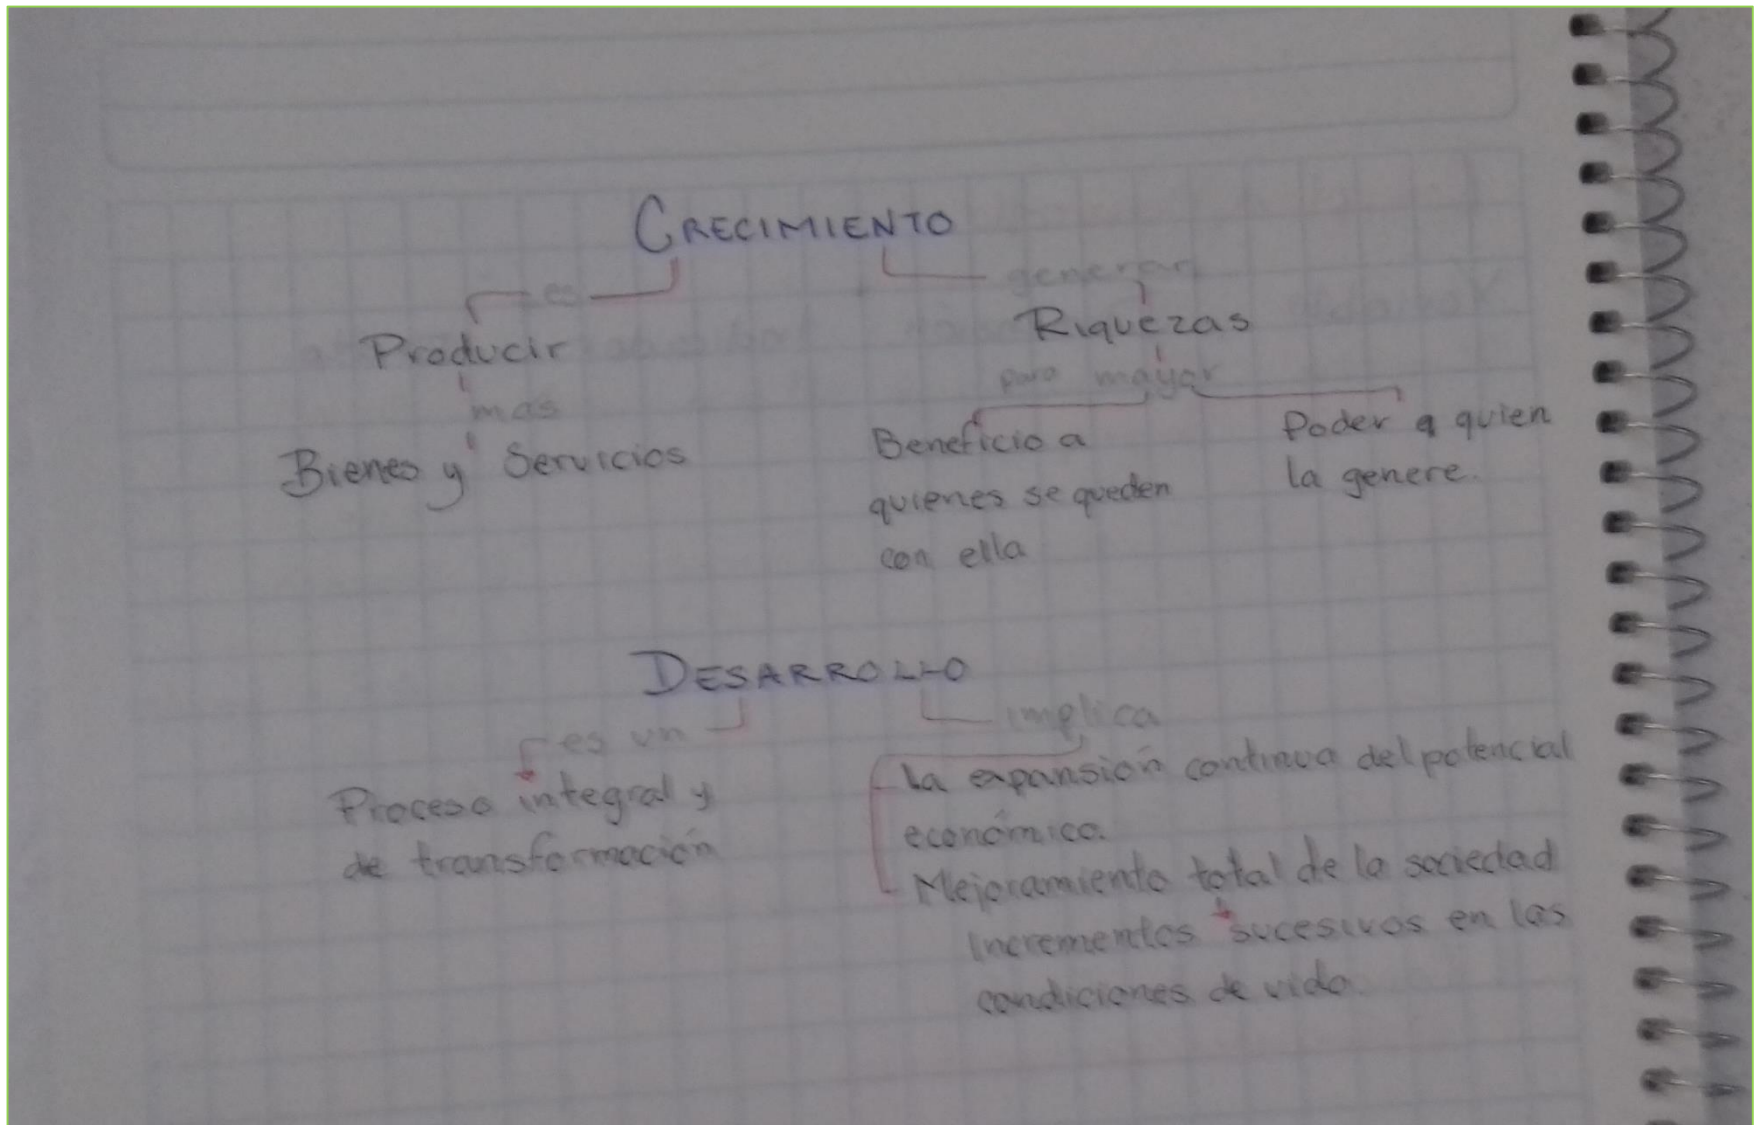 CRECIMIENTO
es
generar
Producir
Riquezas
mas
para mayor
Bienes y Servicios
Beneficio a
quienes se queden
con ella
Poder a quien
la genere.
DESARROLLO
es un
implica
Proceso integral y
de transformación
La expansión continua del potencial
económico.
Mejoramiento total de la sociedad
Incrementos sucesivos en las
condiciones de vida.